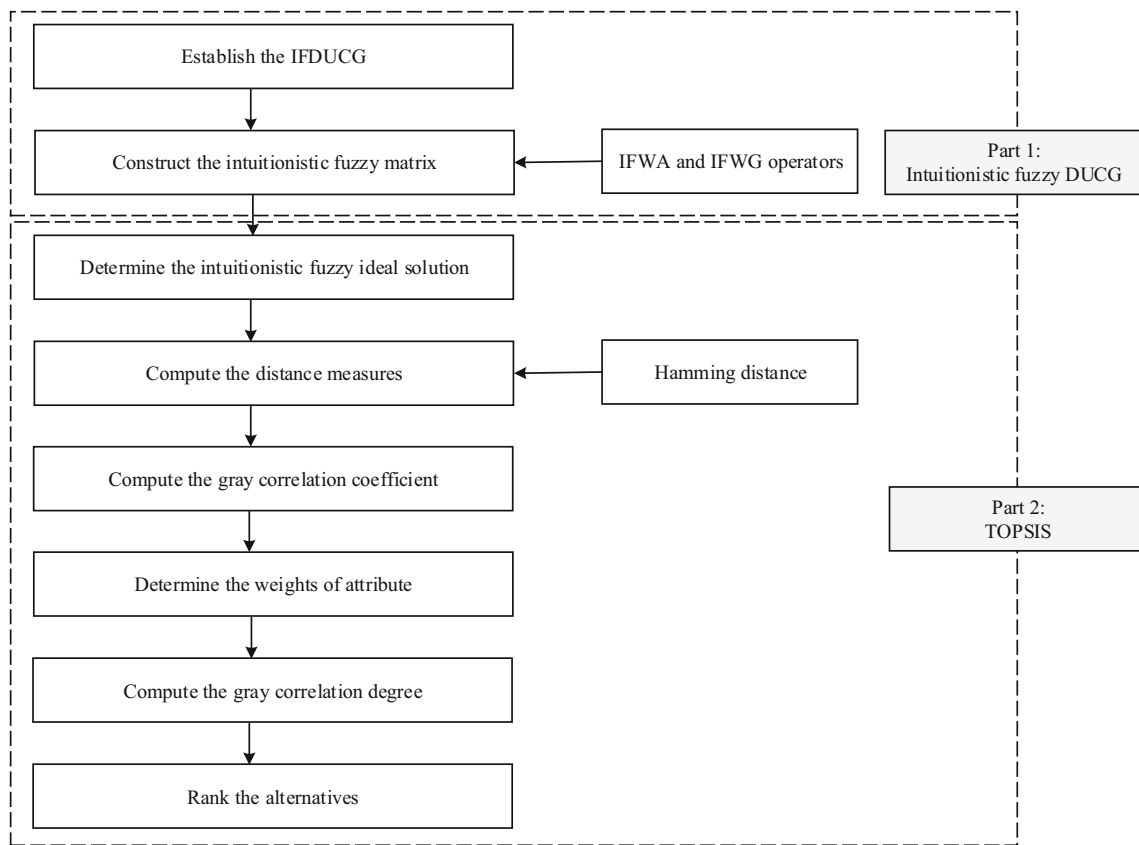 Establish the IFDUCG
Construct the intuitionistic fuzzy matrix
IFWA and IFWG operators
Part 1:
Intuitionistic fuzzy DUCG
Determine the intuitionistic fuzzy ideal solution
Compute the distance measures
Hamming distance
Compute the gray correlation coefficient
Part 2:
TOPSIS
Determine the weights of attribute
Compute the gray correlation degree
Rank the alternatives